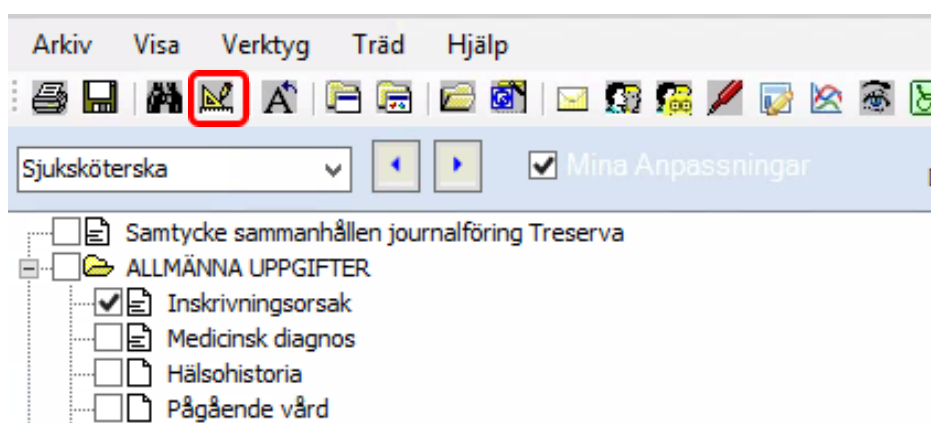 Arkiv Visa Verktyg Träd Hjälp
Sjuksköterska Mina Anpassningar
Samtycke sammanhållen journalföring Treserva
ALLMÄNNA UPPGIFTER
Inskrivningsorsak
Medicinsk diagnos
Hälsohistoria
Pågående vård